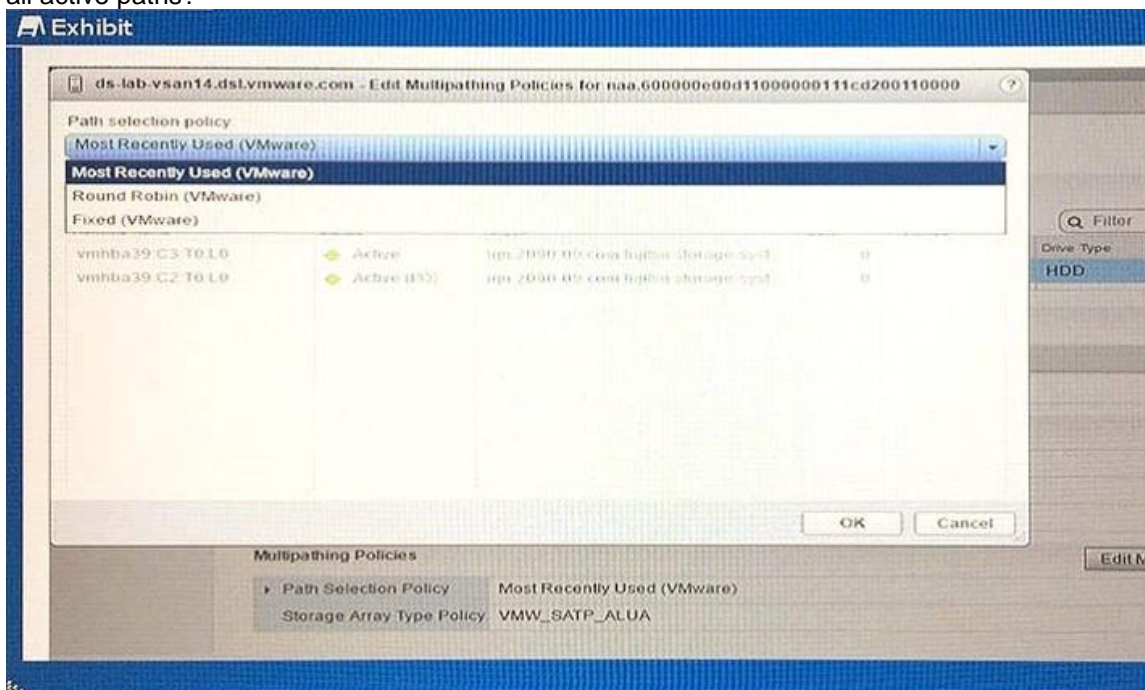 all active paths?
Exhibit
ds-lab-vsan14.dsl.vmware.com - Edit Multipathing Policies for naa.600000e00d11000000111cd200110000
Path selection policy
Most Recently Used (VMware)
Most Recently Used (VMware)
Round Robin (VMware)
Fixed (VMware)
Filter
vmhba39:C3:T0:L0 Active 0
Drive Type
vmhba39:C2:T0:L0 Active (I/O) 0
HDD
OK Cancel
Multipathing Policies
Edit M
Path Selection Policy Most Recently Used (VMware)
Storage Array Type Policy VMW_SATP_ALUA